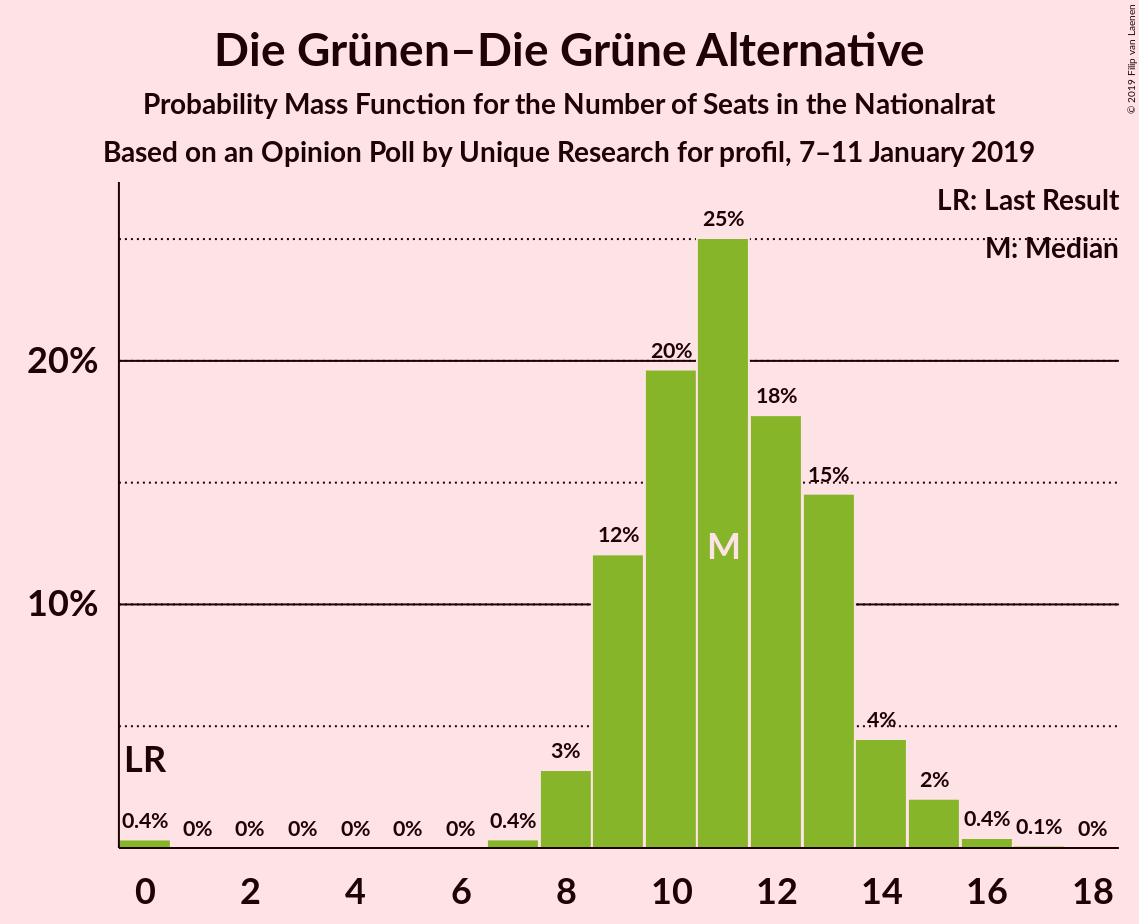 Die Grünen–Die Grüne Alternative
Probability Mass Function for the Number of Seats in the Nationalrat
Based on an Opinion Poll by Unique Research for profil, 7–11 January 2019
© 2019 Filip van Laenen
LR: Last Result
M: Median
25%
20%
20%
18%
15%
12%
M
10%
4%
LR
3%
2%
0.4% 0% 0% 0% 0% 0% 0% 0.4% 0.4% 0.1% 0%
0 2 4 6 8 10 12 14 16 18